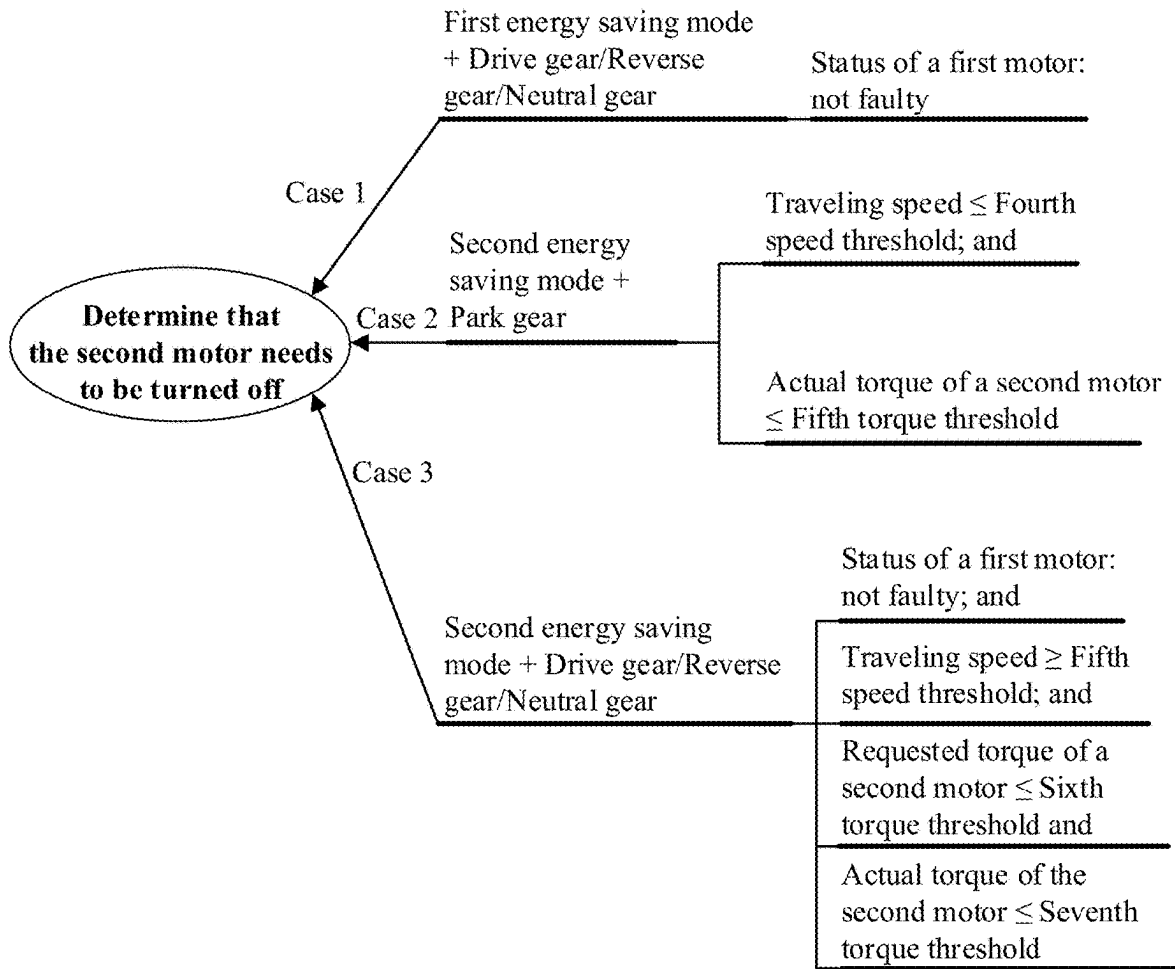 First energy saving mode
+ Drive gear/Reverse
gear/Neutral gear
Status of a first motor:
not faulty
Case 1
Traveling speed ≤ Fourth
speed threshold; and
Second energy
saving mode +
Park gear
Case 2
Determine that
the second motor needs
to be turned off
Actual torque of a second motor
≤ Fifth torque threshold
Case 3
Status of a first motor:
not faulty; and
Second energy saving
mode + Drive gear/Reverse
gear/Neutral gear
Traveling speed ≥ Fifth
speed threshold; and
Requested torque of a
second motor ≤ Sixth
torque threshold and
Actual torque of the
second motor ≤ Seventh
torque threshold